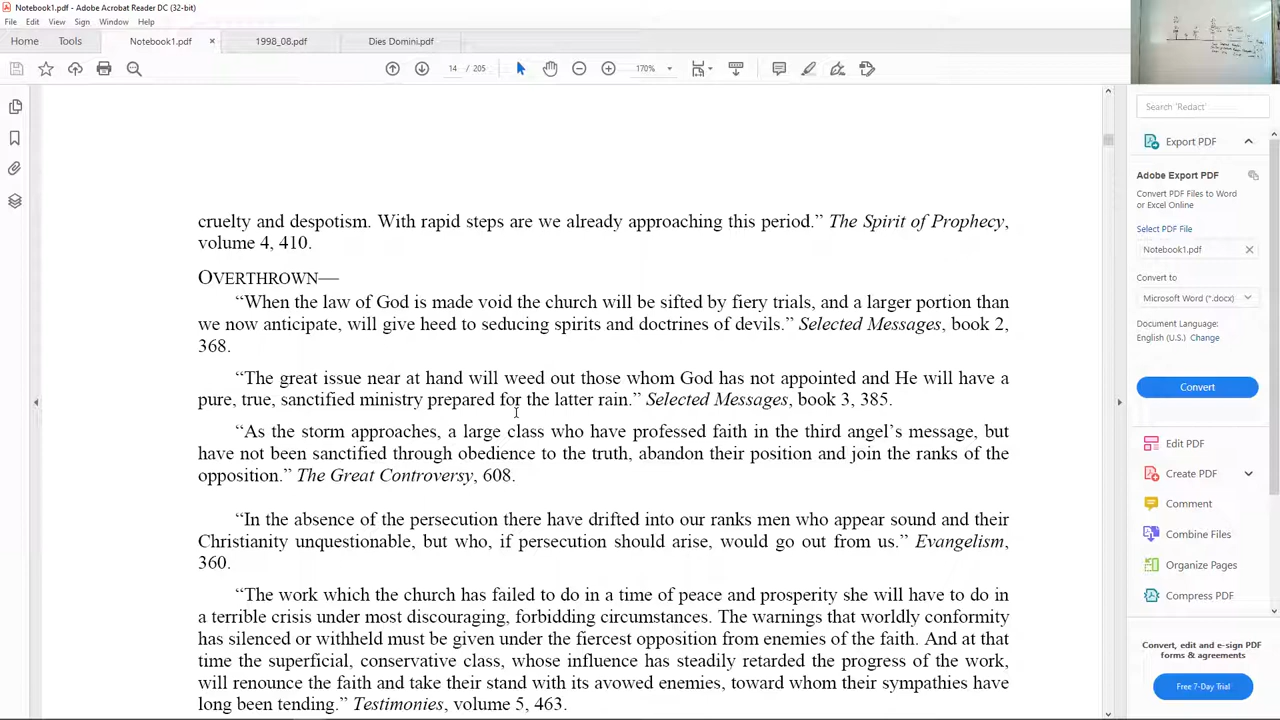 Notebook1.pdf - Adobe Acrobat Reader DC (32-bit)
File Edit View Sign Window Help
Home Tools Notebook1.pdf × 1998_08.pdf Dies Domini.pdf
14 / 205 170%
cruelty and despotism. With rapid steps are we already approaching this period.” The Spirit of Prophecy,
volume 4, 410.
OVERTHROWN—
“When the law of God is made void the church will be sifted by fiery trials, and a larger portion than
we now anticipate, will give heed to seducing spirits and doctrines of devils.” Selected Messages, book 2,
368.
“The great issue near at hand will weed out those whom God has not appointed and He will have a
pure, true, sanctified ministry prepared for the latter rain.” Selected Messages, book 3, 385.
“As the storm approaches, a large class who have professed faith in the third angel’s message, but
have not been sanctified through obedience to the truth, abandon their position and join the ranks of the
opposition.” The Great Controversy, 608.
“In the absence of the persecution there have drifted into our ranks men who appear sound and their
Christianity unquestionable, but who, if persecution should arise, would go out from us.” Evangelism,
360.
“The work which the church has failed to do in a time of peace and prosperity she will have to do in
a terrible crisis under most discouraging, forbidding circumstances. The warnings that worldly conformity
has silenced or withheld must be given under the fiercest opposition from enemies of the faith. And at that
time the superficial, conservative class, whose influence has steadily retarded the progress of the work,
will renounce the faith and take their stand with its avowed enemies, toward whom their sympathies have
long been tending.” Testimonies, volume 5, 463.
Search 'Redact'
Export PDF
Adobe Export PDF
Convert PDF Files to Word
or Excel Online
Select PDF File
Notebook1.pdf
Convert to
Microsoft Word (*.docx)
Document Language:
English (U.S.) Change
Convert
Edit PDF
Create PDF
Comment
Combine Files
Organize Pages
Compress PDF
Convert, edit and e-sign PDF
forms & agreements
Free 7-Day Trial